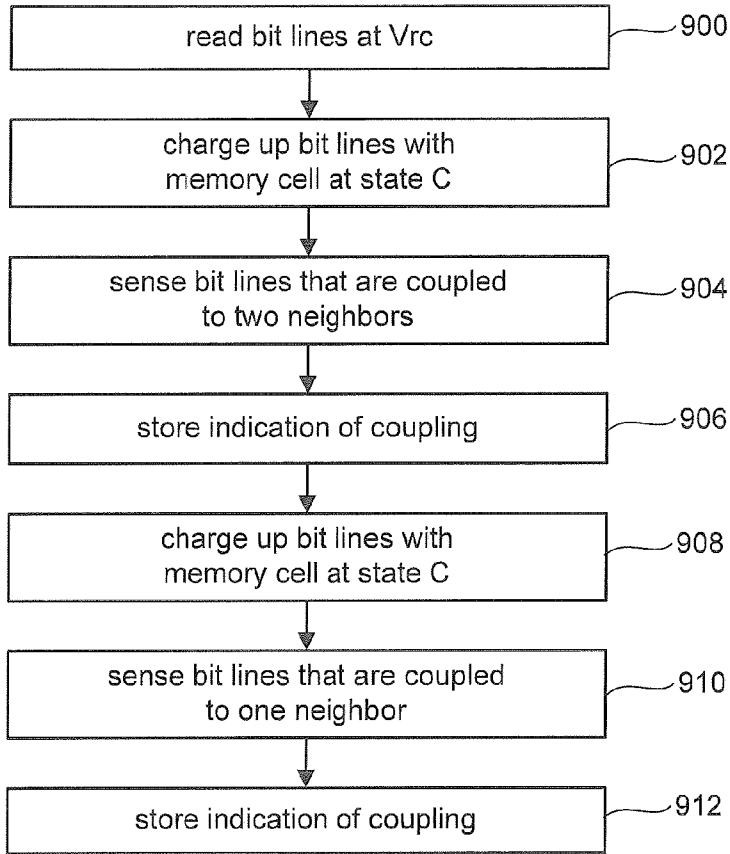 read bit lines at Vrc
900
charge up bit lines with
memory cell at state C
902
sense bit lines that are coupled
to two neighbors
904
store indication of coupling
906
charge up bit lines with
memory cell at state C
908
sense bit lines that are coupled
to one neighbor
910
store indication of coupling
912